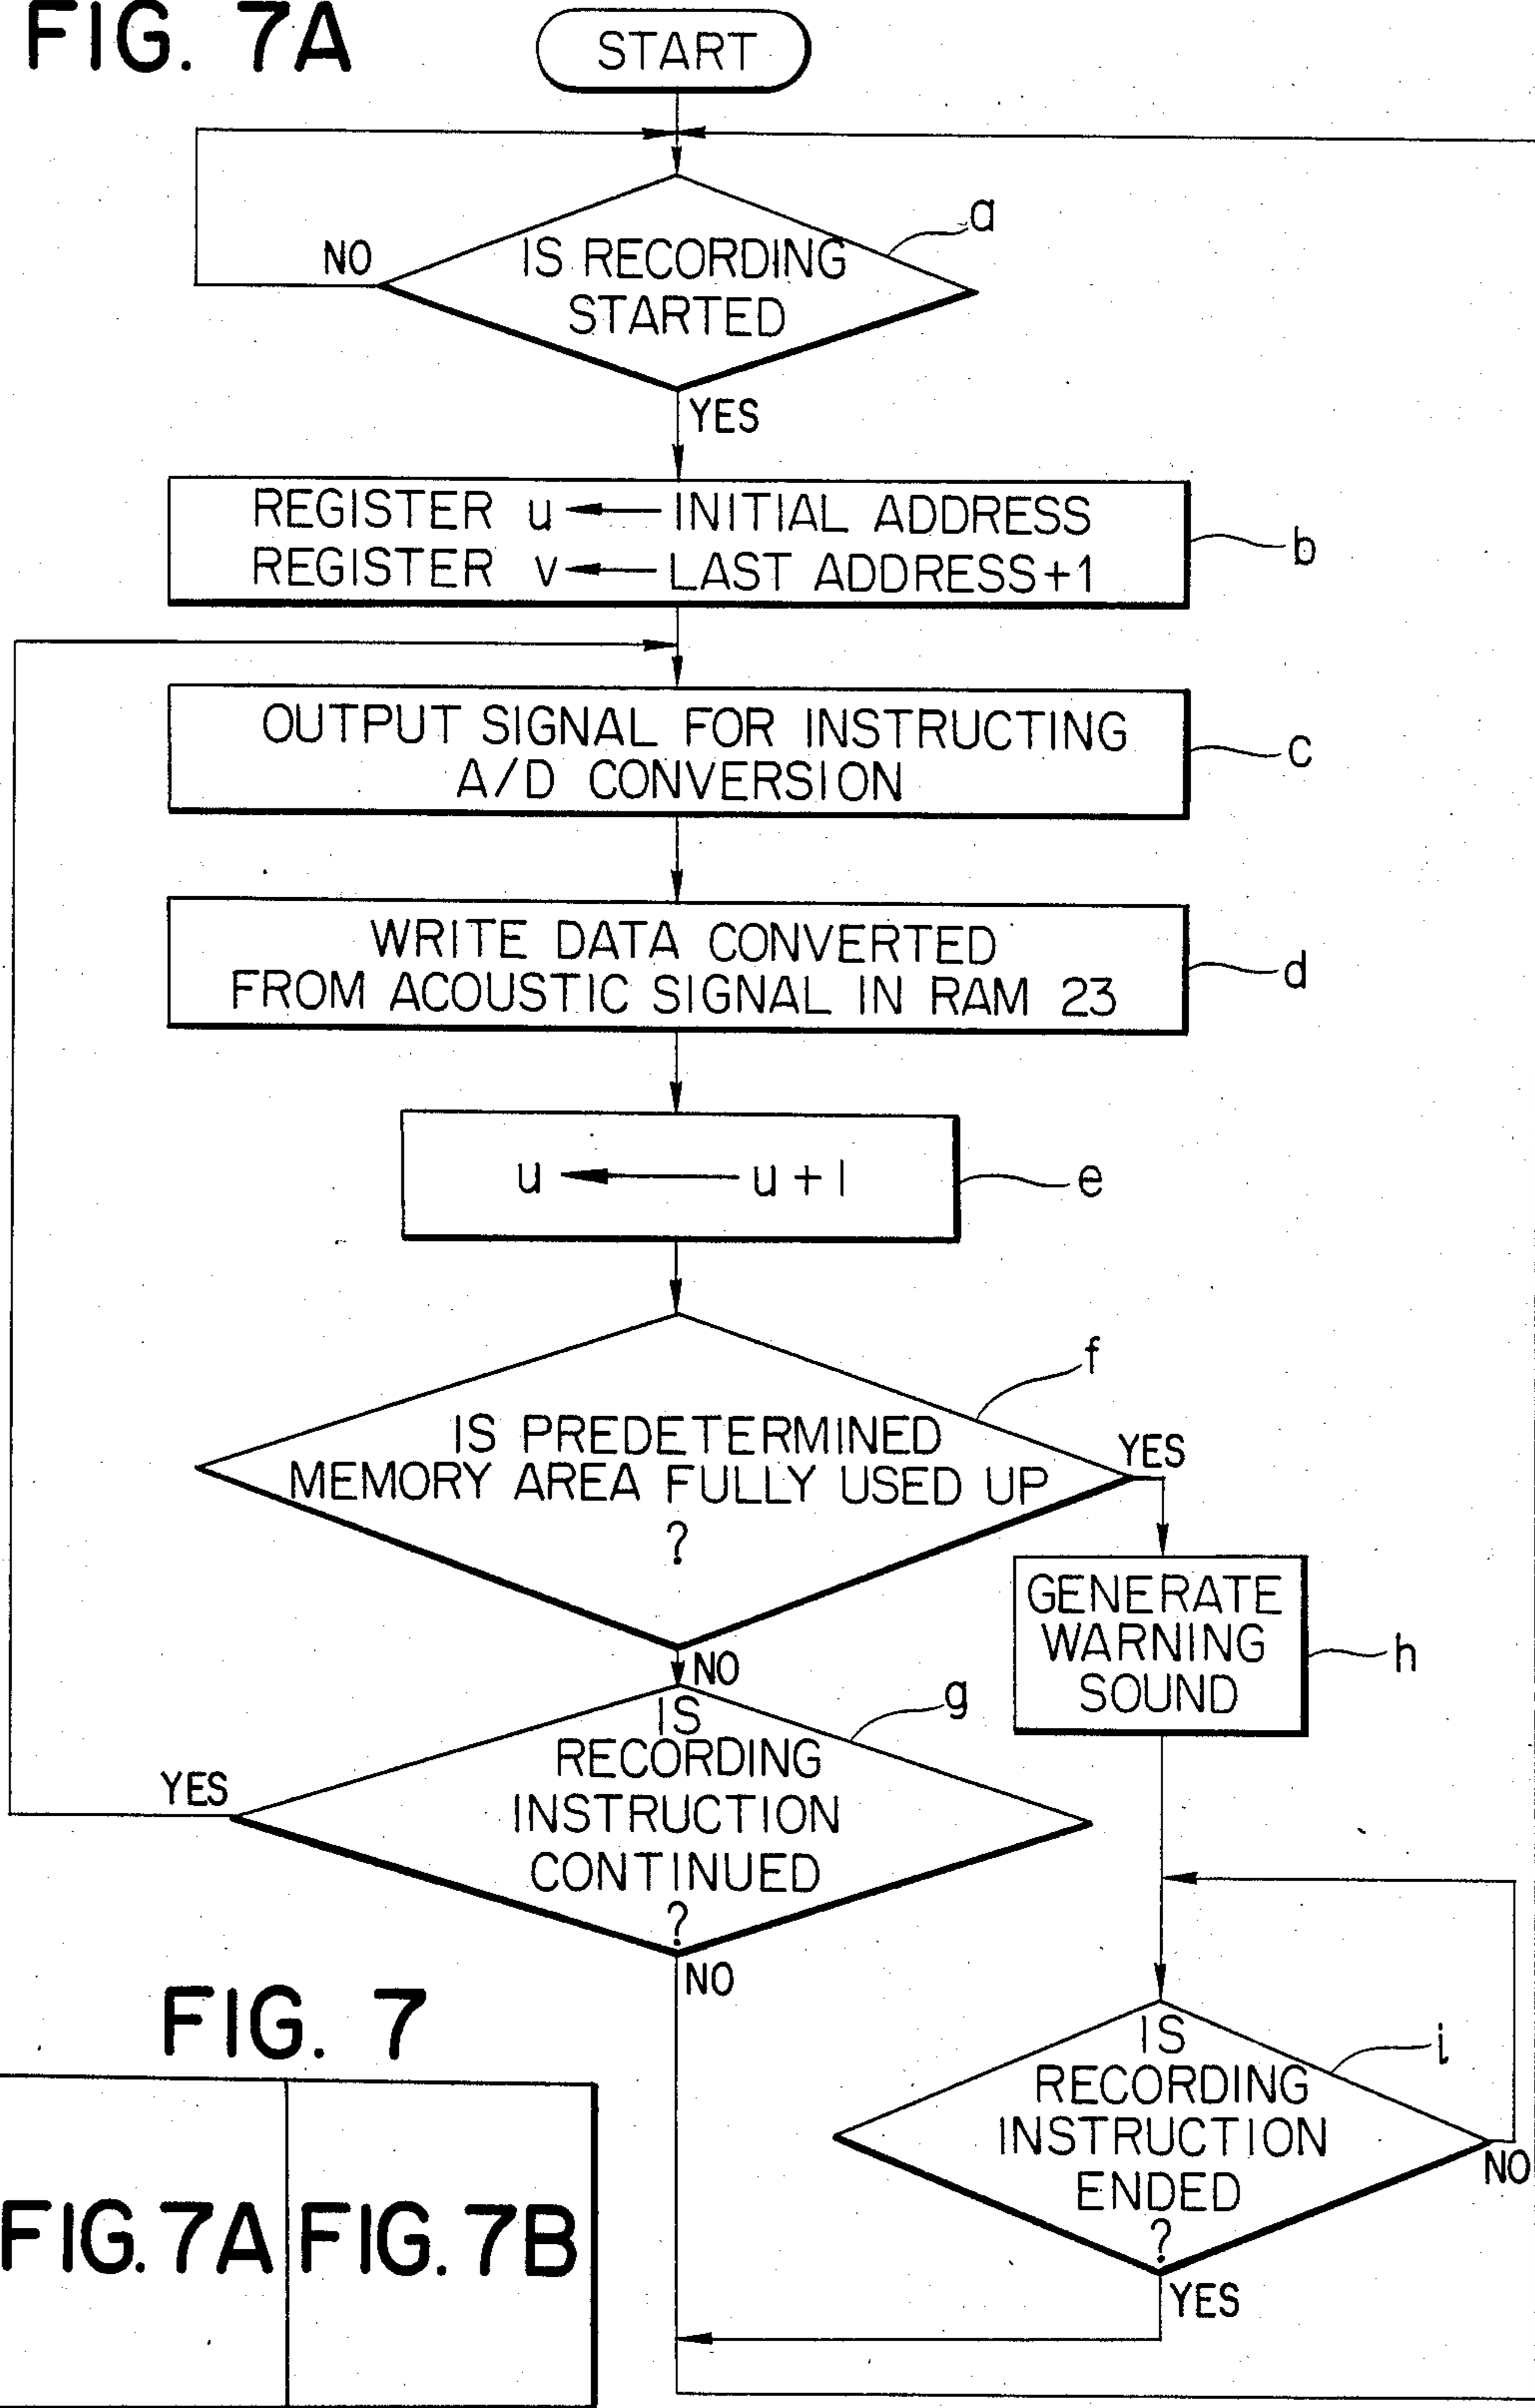 FIG. 7A
START
a
NO
IS RECORDING
STARTED
YES
REGISTER u ← INITIAL ADDRESS
REGISTER v ← LAST ADDRESS+1
b
OUTPUT SIGNAL FOR INSTRUCTING
A/D CONVERSION
c
WRITE DATA CONVERTED
FROM ACOUSTIC SIGNAL IN RAM 23
d
u ← u+1
e
f
IS PREDETERMINED
MEMORY AREA FULLY USED UP
?
YES
NO
GENERATE
WARNING
SOUND
h
g
IS
RECORDING
INSTRUCTION
CONTINUED
?
YES
NO
i
IS
RECORDING
INSTRUCTION
ENDED
?
NO
YES
FIG. 7
FIG. 7A
FIG. 7B